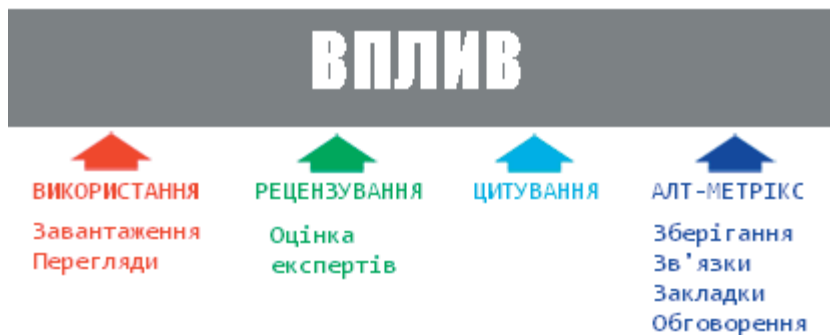 ВПЛИВ
ВИКОРИСТАННЯ
Завантаження
Перегляди
РЕЦЕНЗУВАННЯ
Оцінка
експертів
ЦИТУВАННЯ
АЛТ-МЕТРІКС
Зберігання
Зв'язки
Закладки
Обговорення